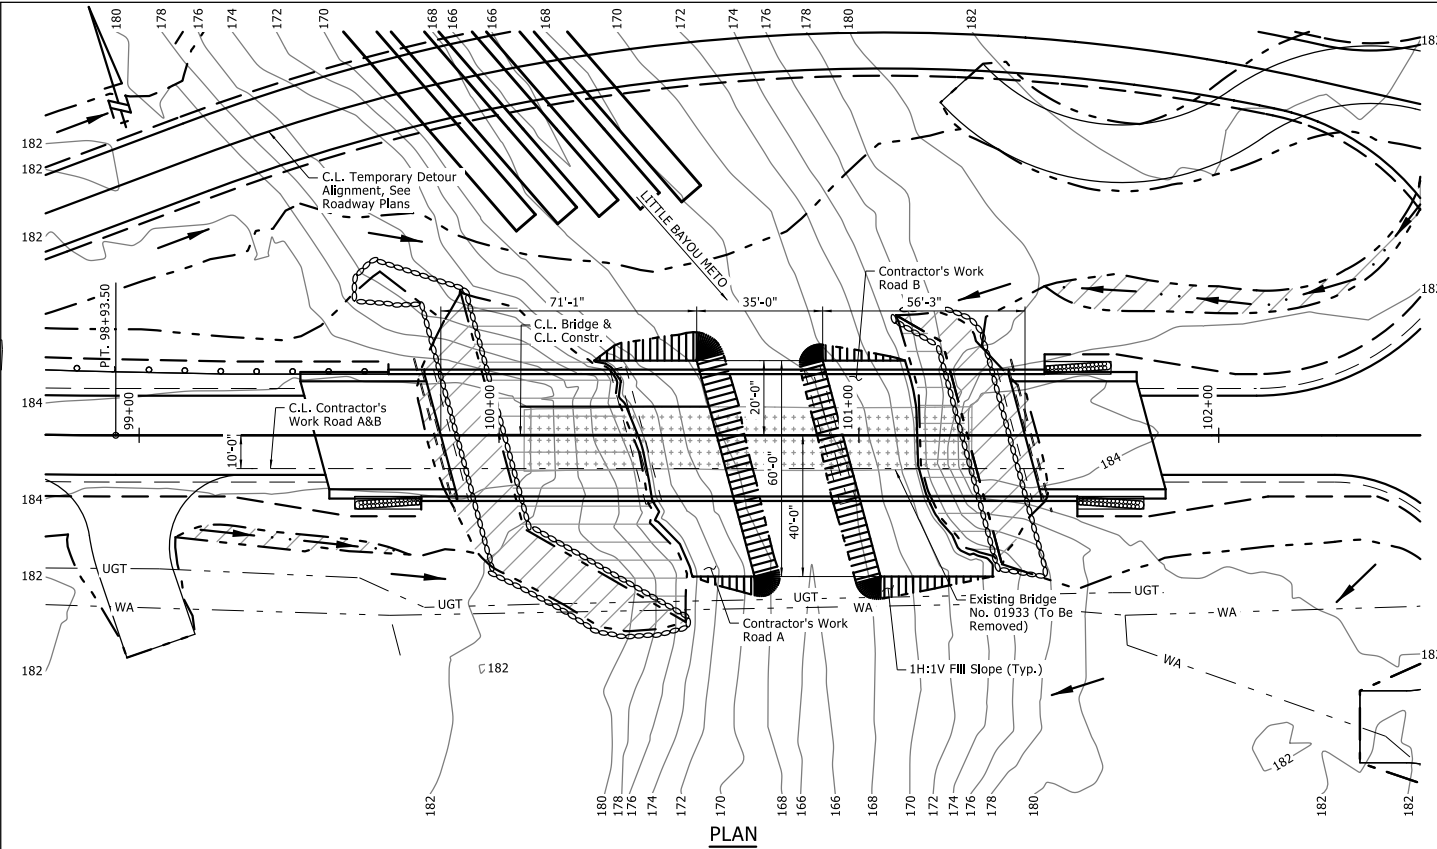 180
178
176
174
172
170
168
166
166
168
170
172
174
176
178
180
182
182
182
182
182
C.L. Temporary Detour
Alignment, See
Roadway Plans
LITTLE BAYOU METO
Contractor's Work
Road B
71'-1"
35'-0"
56'-3"
P.T. 98+93.50
C.L. Bridge &
C.L. Constr.
184
99+00
C.L. Contractor's
Work Road A&B
100+00
20'-0"
101+00
102+00
10'-0"
60'-0"
184
184
40'-0"
UGT
182
WA
UGT
UGT
WA
UGT
WA
Existing Bridge
No. 01933 (To Be
Removed)
Contractor's Work
Road A
1H:1V Fill Slope (Typ.)
WA
182
182
182
182
180
178
176
174
172
170
168
166
166
168
170
172
174
176
178
180
182
182
PLAN